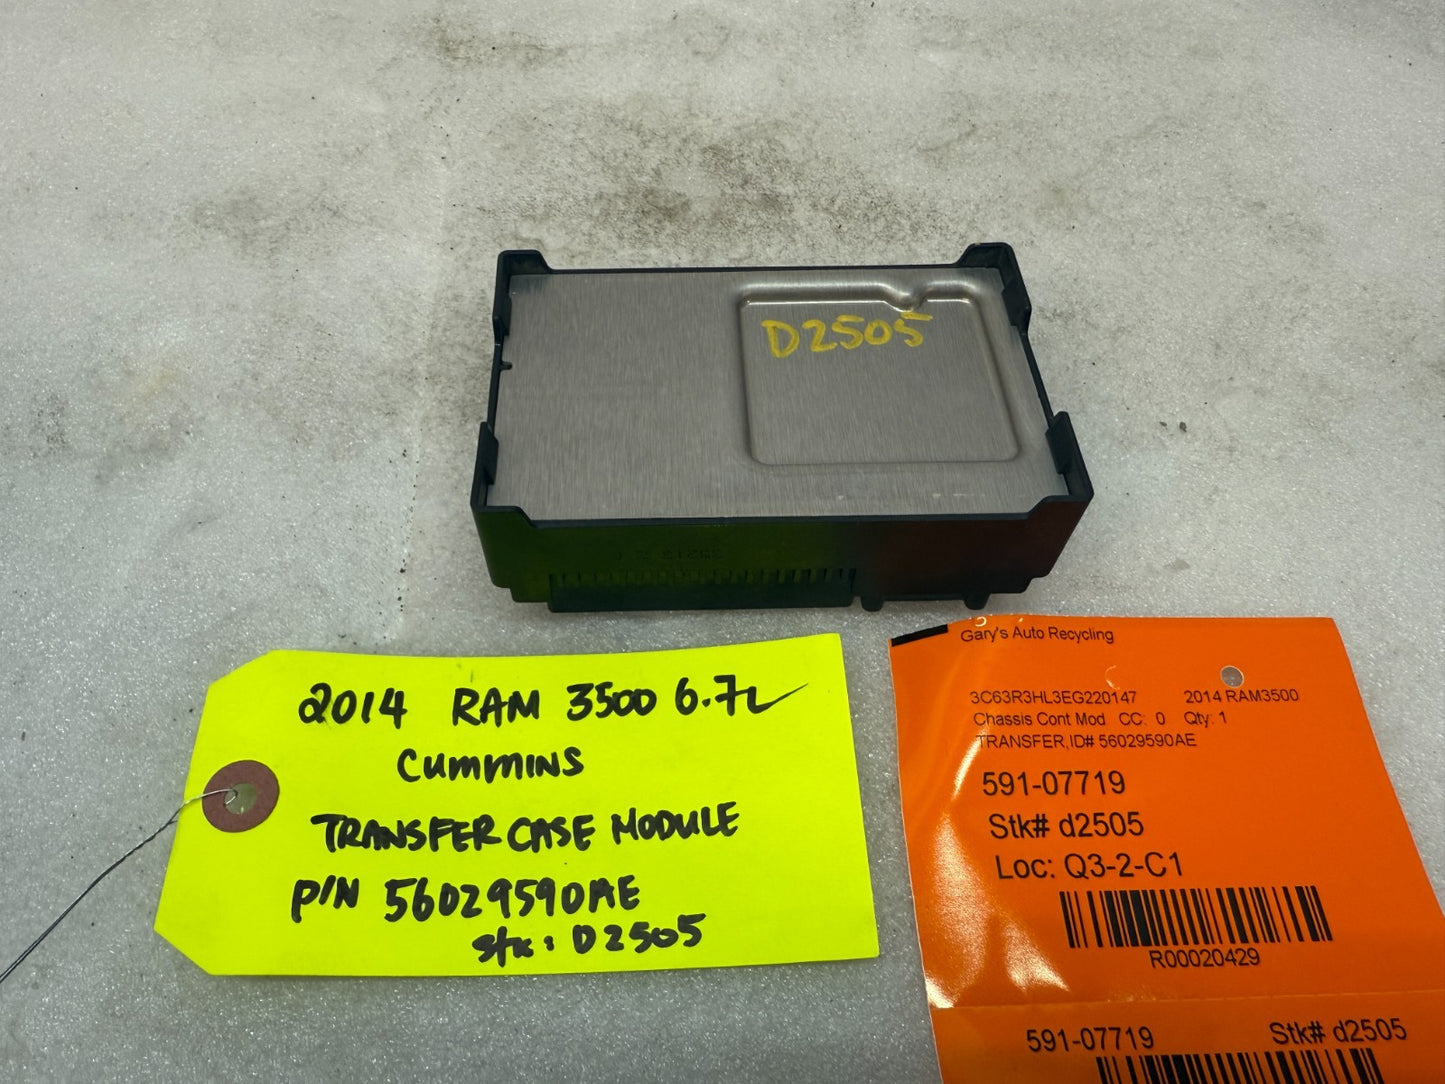 D2505
2014 RAM 3500 6.7L
CUMMINS
TRANSFER CASE MODULE
P/N 56029590AE
stk: D2505
Gary's Auto Recycling
3C63R3HL3EG220147 2014 RAM3500
Chassis Cont Mod CC: 0 Qty: 1
TRANSFER,ID# 56029590AE
591-07719
Stk# d2505
Loc: Q3-2-C1
R00020429
591-07719 Stk# d2505